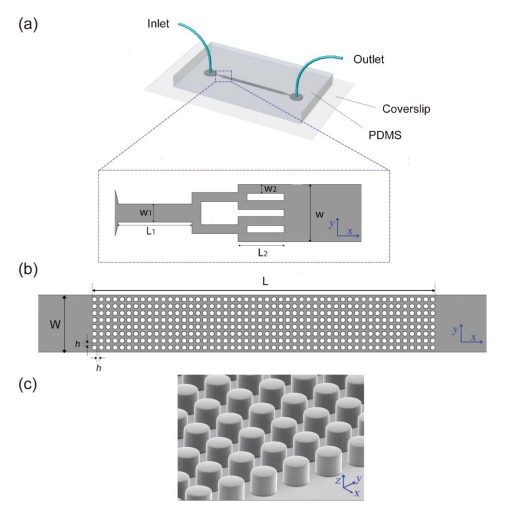 (a)
Inlet
Outlet
Coverslip
PDMS
w1
L1
w2
L2
w
y
x
(b)
L
W
h
h
y
x
(c)
z
y
x